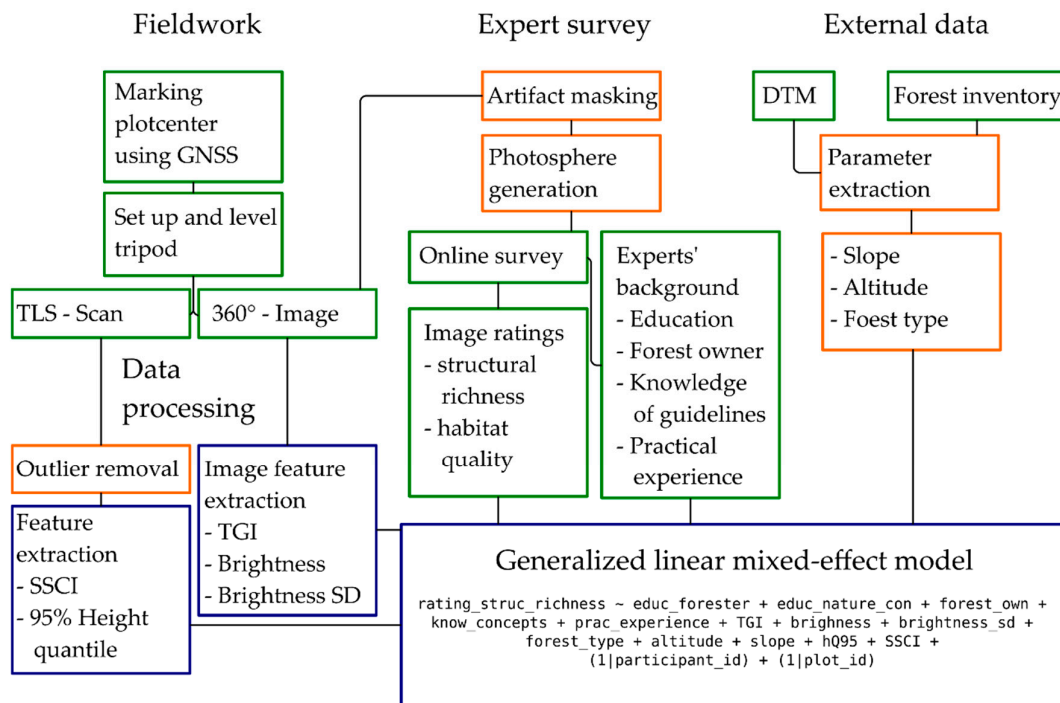 Fieldwork
Marking
plotcenter
using GNSS
Set up and level
tripod
TLS - Scan
360° - Image
Data
processing
Outlier removal
Feature
extraction
- SSCI
- 95% Height
quantile
Image feature
extraction
- TGI
- Brightness
- Brightness SD
Expert survey
Artifact masking
Photosphere
generation
Online survey
Image ratings
- structural
richness
- habitat
quality
Experts'
background
- Education
- Forest owner
- Knowledge
of guidelines
- Practical
experience
External data
DTM
Forest inventory
Parameter
extraction
- Slope
- Altitude
- Foest type
Generalized linear mixed-effect model
rating_struc_richness ~ educ_forester + educ_nature_con + forest_own +
know_concepts + prac_experience + TGI + brighness + brightness_sd +
forest_type + altitude + slope + hQ95 + SSCI +
(1|participant_id) + (1|plot_id)